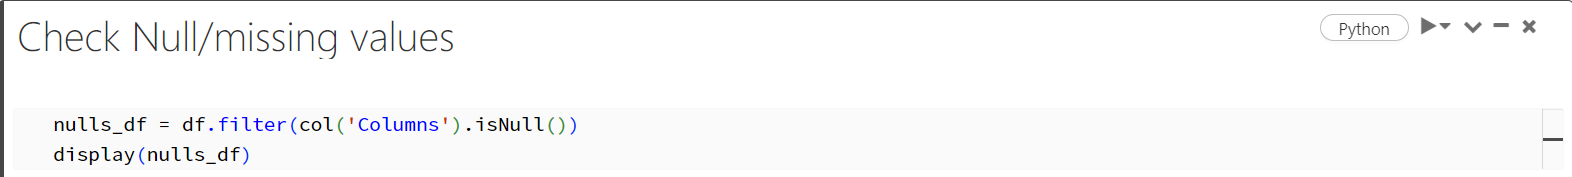 Check Null/missing values
Python
nulls_df = df.filter(col('Columns').isNull())
display(nulls_df)